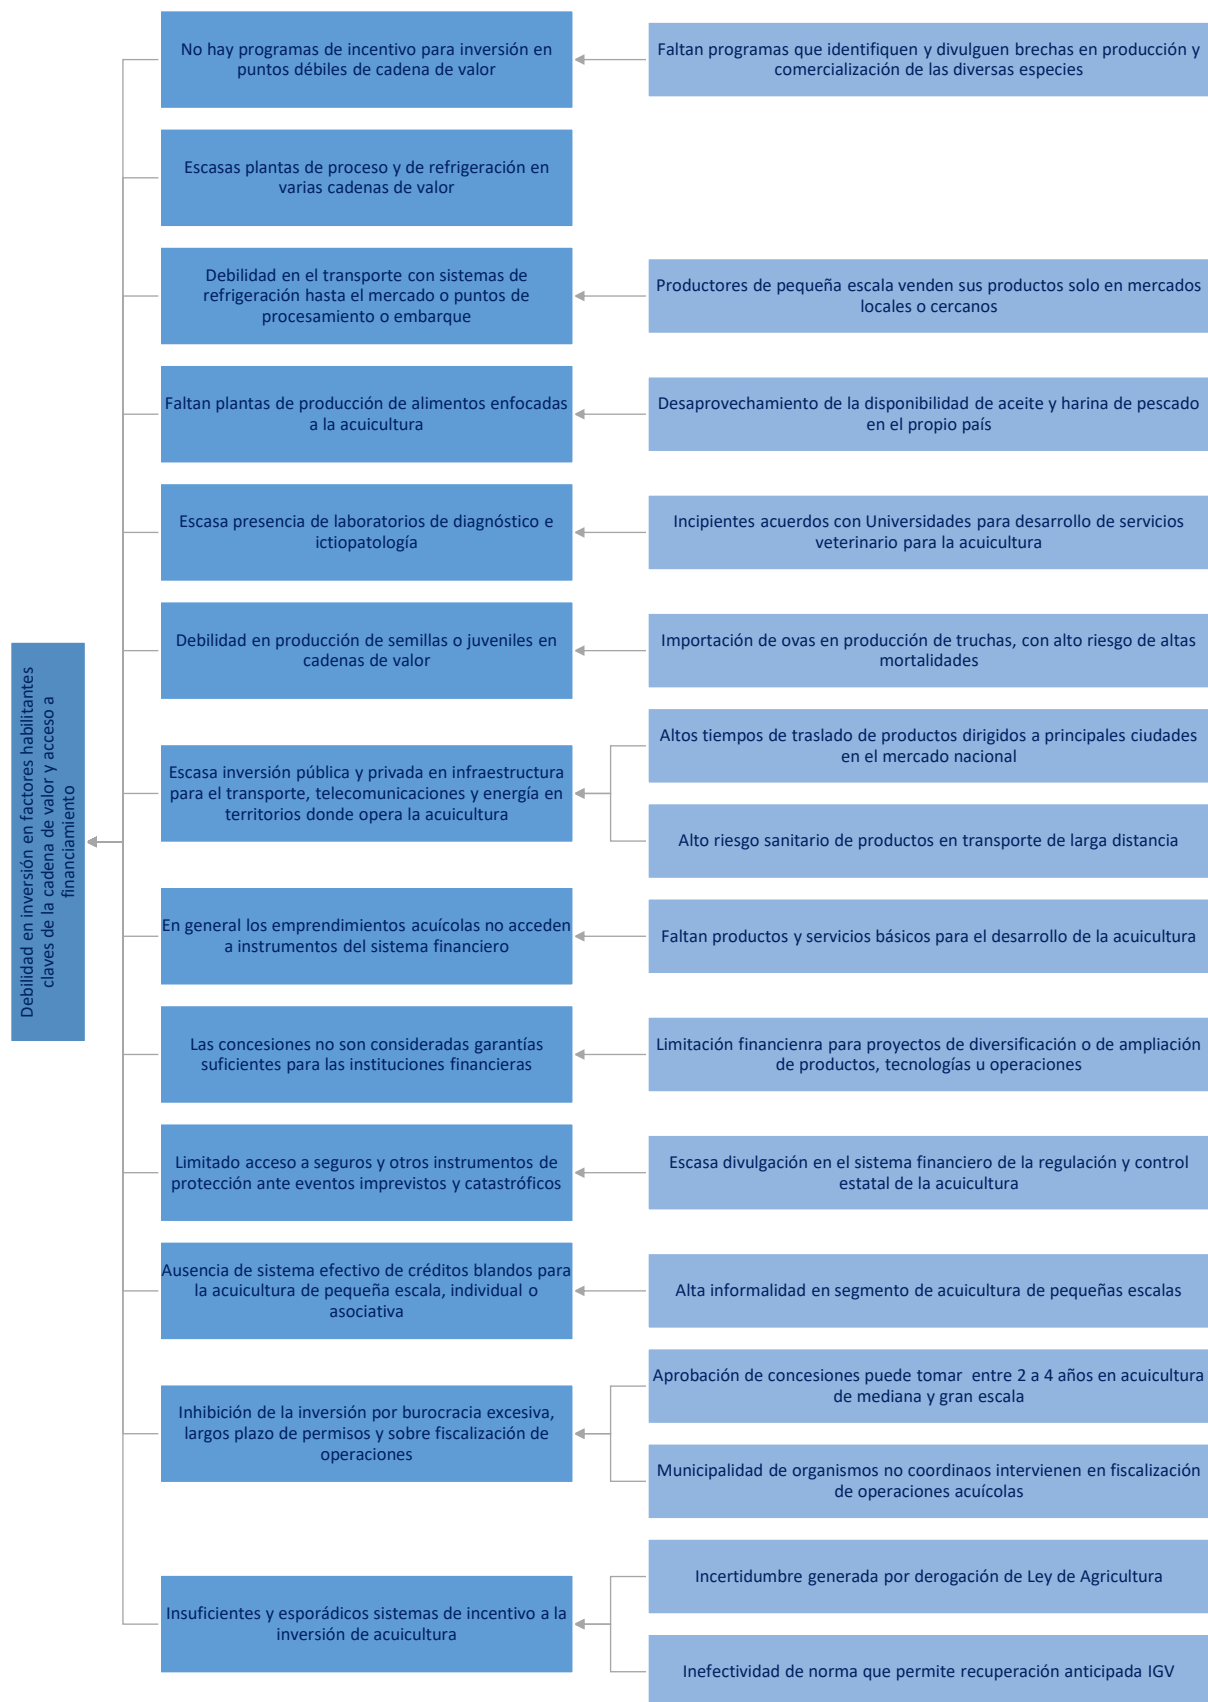 Debilidad en inversión en factores habilitantes
claves de la cadena de valor y acceso a
financiamiento
No hay programas de incentivo para inversión en
puntos débiles de cadena de valor
Faltan programas que identifiquen y divulguen brechas en producción y
comercialización de las diversas especies
Escasas plantas de proceso y de refrigeración en
varias cadenas de valor
Debilidad en el transporte con sistemas de
refrigeración hasta el mercado o puntos de
procesamiento o embarque
Productores de pequeña escala venden sus productos solo en mercados
locales o cercanos
Faltan plantas de producción de alimentos enfocadas
a la acuicultura
Desaprovechamiento de la disponibilidad de aceite y harina de pescado
en el propio país
Escasa presencia de laboratorios de diagnóstico e
ictiopatología
Incipientes acuerdos con Universidades para desarrollo de servicios
veterinario para la acuicultura
Debilidad en producción de semillas o juveniles en
cadenas de valor
Importación de ovas en producción de truchas, con alto riesgo de altas
mortalidades
Escasa inversión pública y privada en infraestructura
para el transporte, telecomunicaciones y energía en
territorios donde opera la acuicultura
Altos tiempos de traslado de productos dirigidos a principales ciudades
en el mercado nacional
Alto riesgo sanitario de productos en transporte de larga distancia
En general los emprendimientos acuícolas no acceden
a instrumentos del sistema financiero
Faltan productos y servicios básicos para el desarrollo de la acuicultura
Las concesiones no son consideradas garantías
suficientes para las instituciones financieras
Limitación financienra para proyectos de diversificación o de ampliación
de productos, tecnologías u operaciones
Limitado acceso a seguros y otros instrumentos de
protección ante eventos imprevistos y catastróficos
Escasa divulgación en el sistema financiero de la regulación y control
estatal de la acuicultura
Ausencia de sistema efectivo de créditos blandos para
la acuicultura de pequeña escala, individual o
asociativa
Alta informalidad en segmento de acuicultura de pequeñas escalas
Inhibición de la inversión por burocracia excesiva,
largos plazo de permisos y sobre fiscalización de
operaciones
Aprobación de concesiones puede tomar  entre 2 a 4 años en acuicultura
de mediana y gran escala
Municipalidad de organismos no coordinaos intervienen en fiscalización
de operaciones acuícolas
Insuficientes y esporádicos sistemas de incentivo a la
inversión de acuicultura
Incertidumbre generada por derogación de Ley de Agricultura
Inefectividad de norma que permite recuperación anticipada IGV